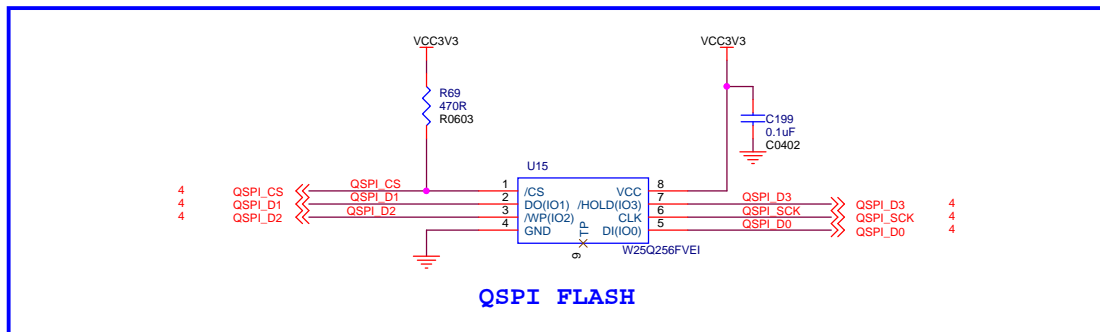 VCC3V3 VCC3V3
R69
470R
R0603
C199
0.1uF
C0402
U15
4 QSPI_CS QSPI_CS 1 /CS VCC 8
4 QSPI_D1 QSPI_D1 2 DO(IO1) /HOLD(IO3) 7 QSPI_D3 QSPI_D3 4
4 QSPI_D2 QSPI_D2 3 /WP(IO2) CLK 6 QSPI_SCK QSPI_SCK 4
4 GND DI(IO0) 5 QSPI_D0 QSPI_D0 4
9 TP
W25Q256FVEI
QSPI FLASH